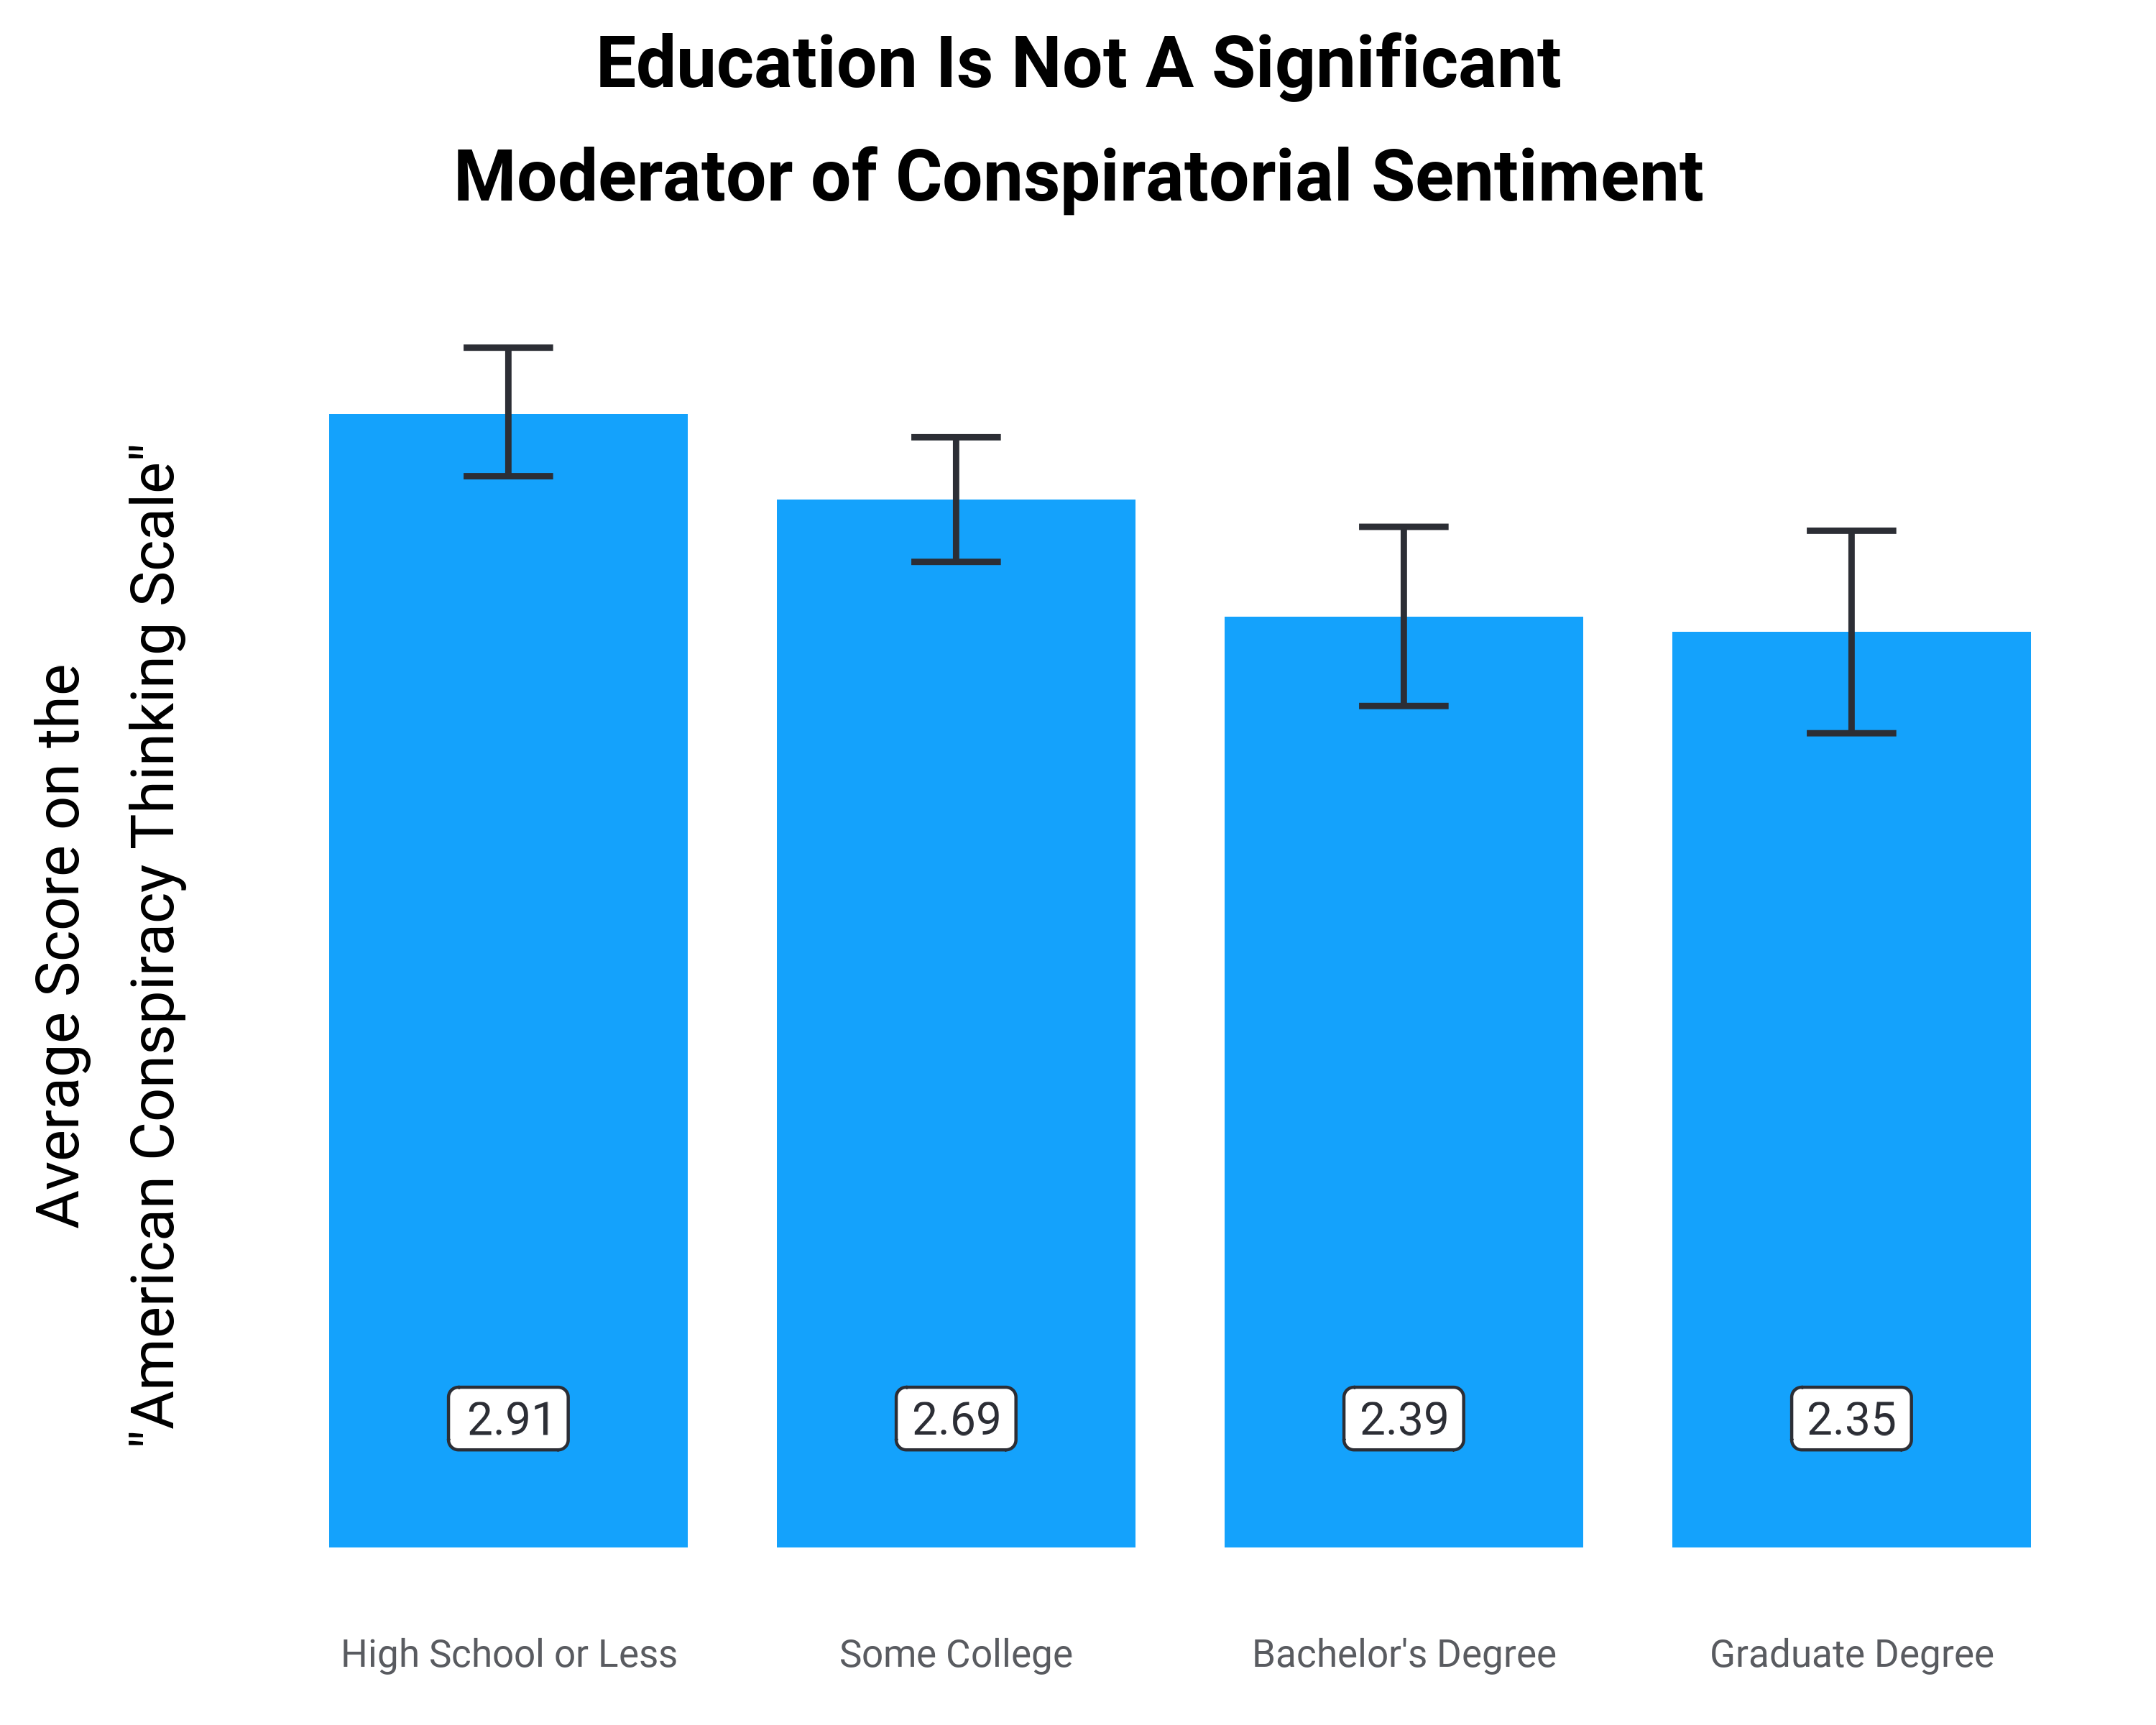 Education Is Not A Significant
Moderator of Conspiratorial Sentiment
Average Score on the
"American Conspiracy Thinking Scale"
2.91
2.69
2.39
2.35
High School or Less
Some College
Bachelor's Degree
Graduate Degree